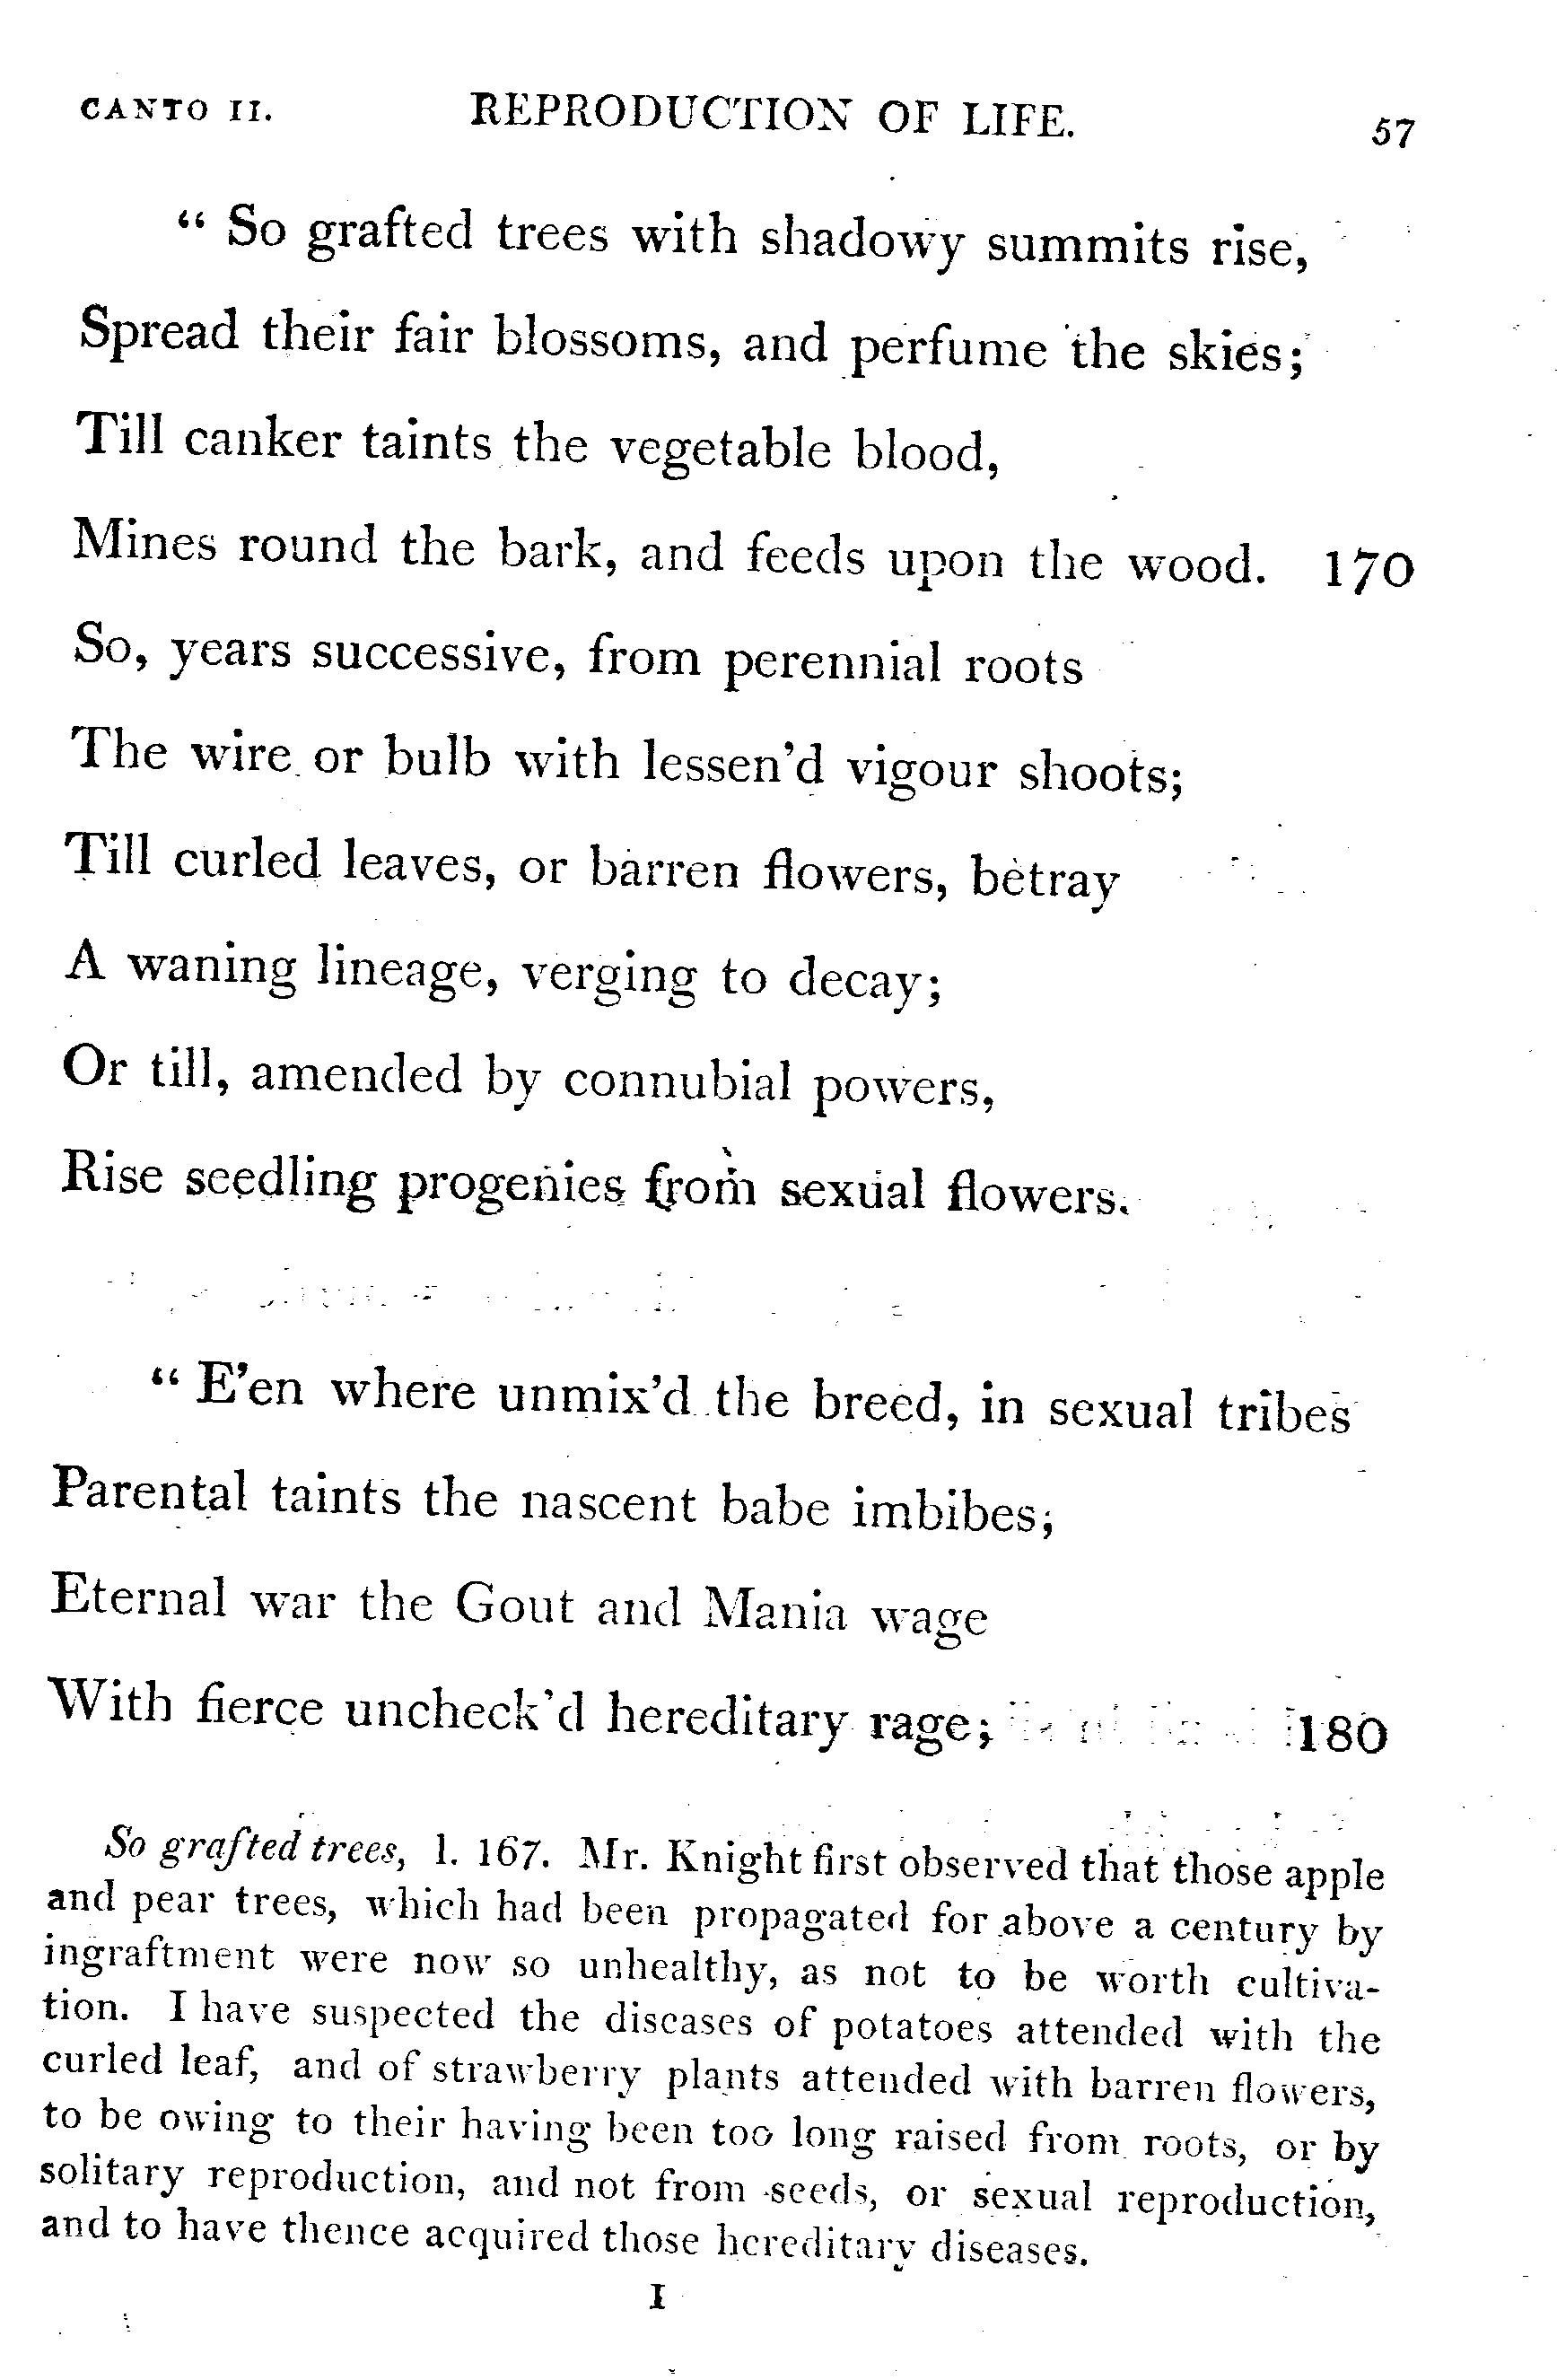 CANTO II. REPRODUCTION OF LIFE. 57
“ So grafted trees with shadowy summits rise,
Spread their fair blossoms, and perfume the skies;
Till canker taints the vegetable blood,
Mines round the bark, and feeds upon the wood. 170
So, years successive, from perennial roots
The wire or bulb with lessen’d vigour shoots;
Till curled leaves, or barren flowers, betray
A waning lineage, verging to decay;
Or till, amended by connubial powers,
Rise seedling progenies from sexual flowers.
“ E’en where unmix’d the breed, in sexual tribes
Parental taints the nascent babe imbibes;
Eternal war the Gout and Mania wage
With fierce uncheck’d hereditary rage; 180
So grafted trees, l. 167. Mr. Knight first observed that those apple
and pear trees, which had been propagated for above a century by
ingraftment were now so unhealthy, as not to be worth cultiva-
tion. I have suspected the diseases of potatoes attended with the
curled leaf, and of strawberry plants attended with barren flowers,
to be owing to their having been too long raised from roots, or by
solitary reproduction, and not from seeds, or sexual reproduction,
and to have thence acquired those hereditary diseases.
I